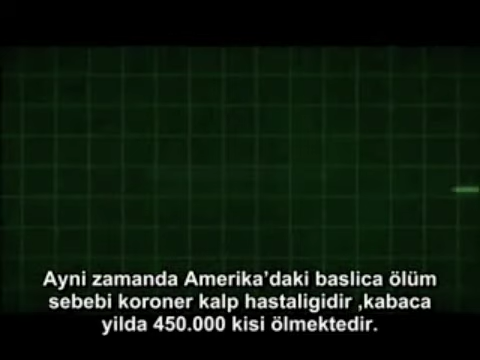 Ayni zamanda Amerika'daki baslica ölüm
sebebi koroner kalp hastaligidir ,kabaca
yilda 450.000 kisi ölmektedir.